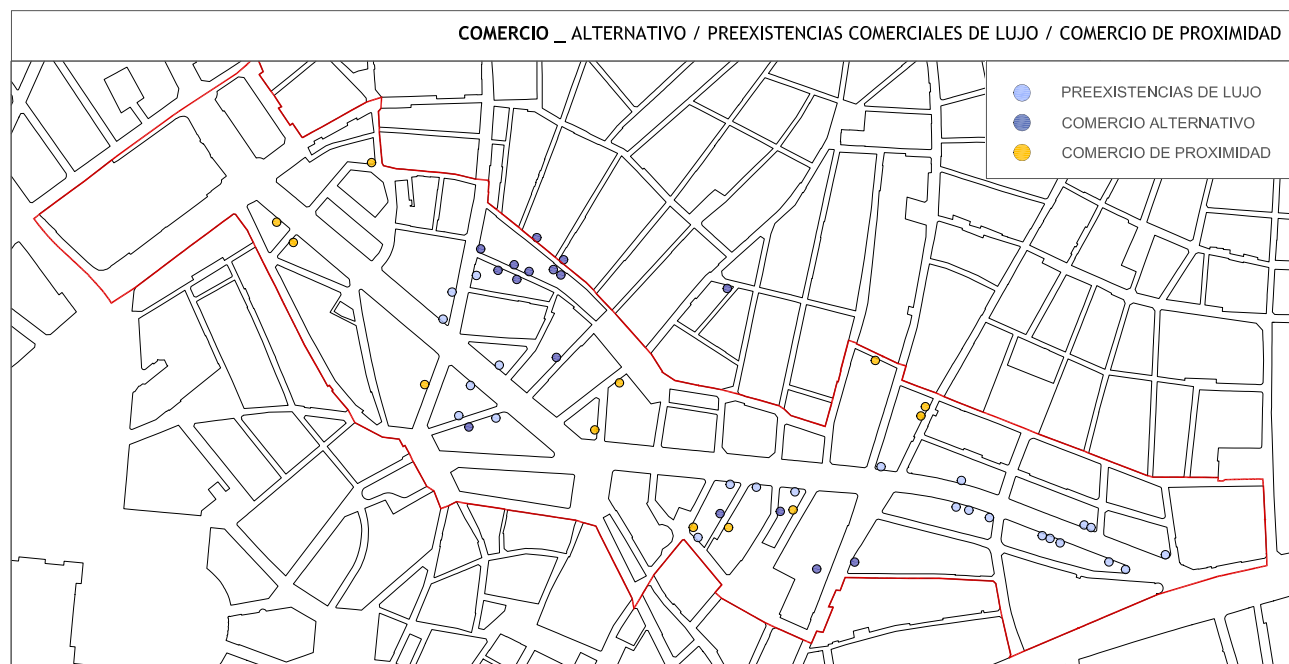 COMERCIO _ ALTERNATIVO / PREEXISTENCIAS COMERCIALES DE LUJO / COMERCIO DE PROXIMIDAD
PREEXISTENCIAS DE LUJO
COMERCIO ALTERNATIVO
COMERCIO DE PROXIMIDAD